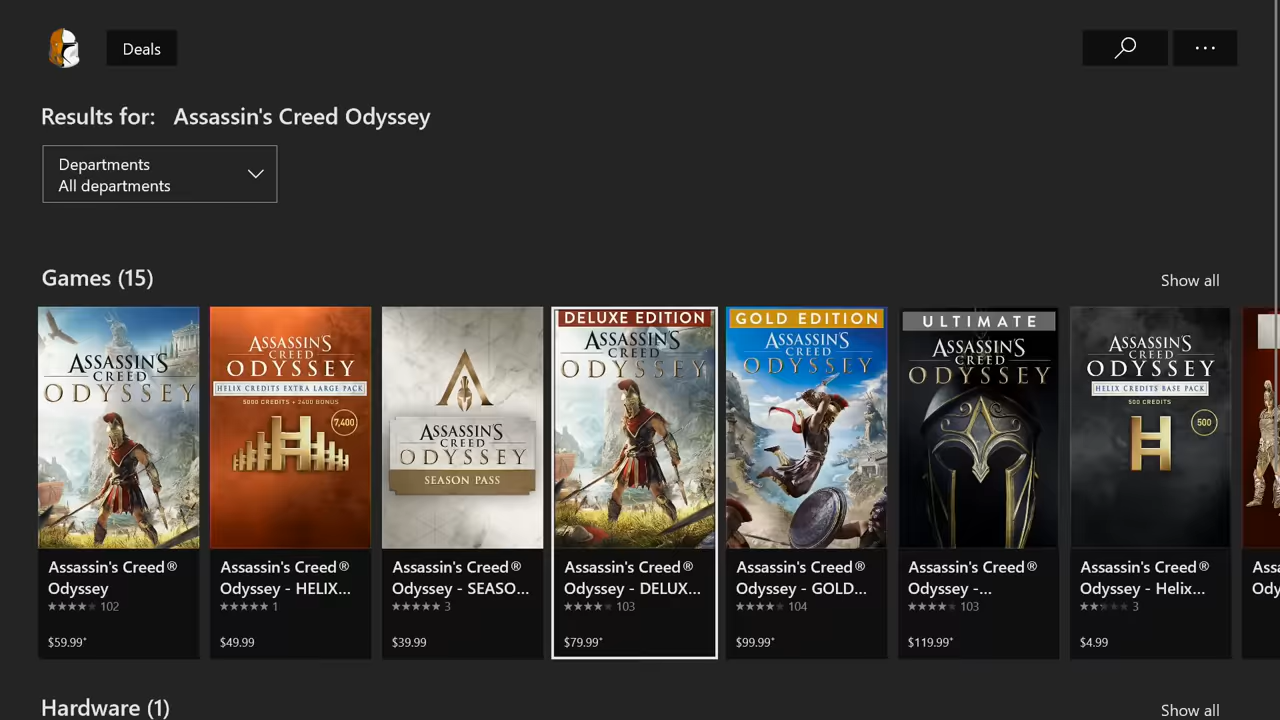 Deals
Results for: Assassin's Creed Odyssey
Departments
All departments
Games (15)
Show all
ASSASSIN'S
CREED
ODYSSEY
Assassin's Creed®
Odyssey
102
$59.99*
ASSASSIN'S
CREED
ODYSSEY
HELIX CREDITS EXTRA LARGE PACK
5000 CREDITS + 2400 BONUS
7,400
Assassin's Creed®
Odyssey - HELIX...
1
$49.99
ASSASSIN'S
CREED
ODYSSEY
SEASON PASS
Assassin's Creed®
Odyssey - SEASO...
3
$39.99
DELUXE EDITION
ASSASSIN'S
CREED
ODYSSEY
Assassin's Creed®
Odyssey - DELUX...
103
$79.99*
GOLD EDITION
ASSASSIN'S
CREED
ODYSSEY
Assassin's Creed®
Odyssey - GOLD...
104
$99.99*
ULTIMATE
ASSASSIN'S
CREED
ODYSSEY
Assassin's Creed®
Odyssey -...
103
$119.99*
ASSASSIN'S
CREED
ODYSSEY
HELIX CREDITS BASE PACK
500 CREDITS
500
Assassin's Creed®
Odyssey - Helix...
3
$4.99
Ass
Ody
Hardware (1)
Show all